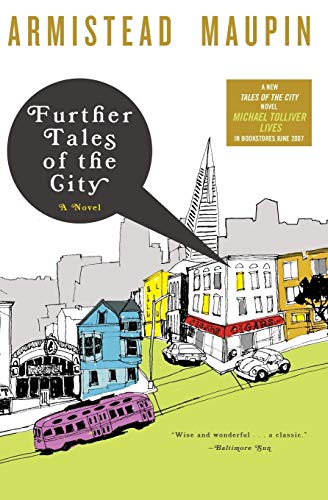 ARMISTEAD MAUPIN
A NEW
TALES OF THE CITY
NOVEL
MICHAEL TOLLIVER
LIVES
IN BOOKSTORES JUNE 2007
Further
Tales
of the
City
A Novel
CIGARS
"Wise and wonderful . . . a classic."
—Baltimore Sun